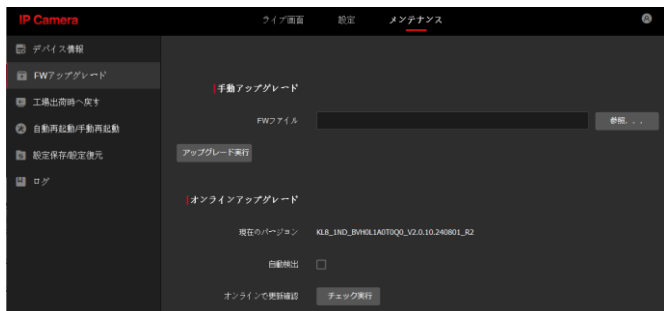 IP Camera
ライブ画面 設定 メンテナンス
デバイス情報
FWアップグレード
工場出荷時へ戻す
自動再起動/手動再起動
設定保存/設定復元
ログ
手動アップグレード
FWファイル 参照. . .
アップグレード実行
オンラインアップグレード
現在のバージョン KL8_1ND_BVH0L1A0T0Q0_V2.0.10.240801_R2
自動検出
オンラインで更新確認 チェック実行